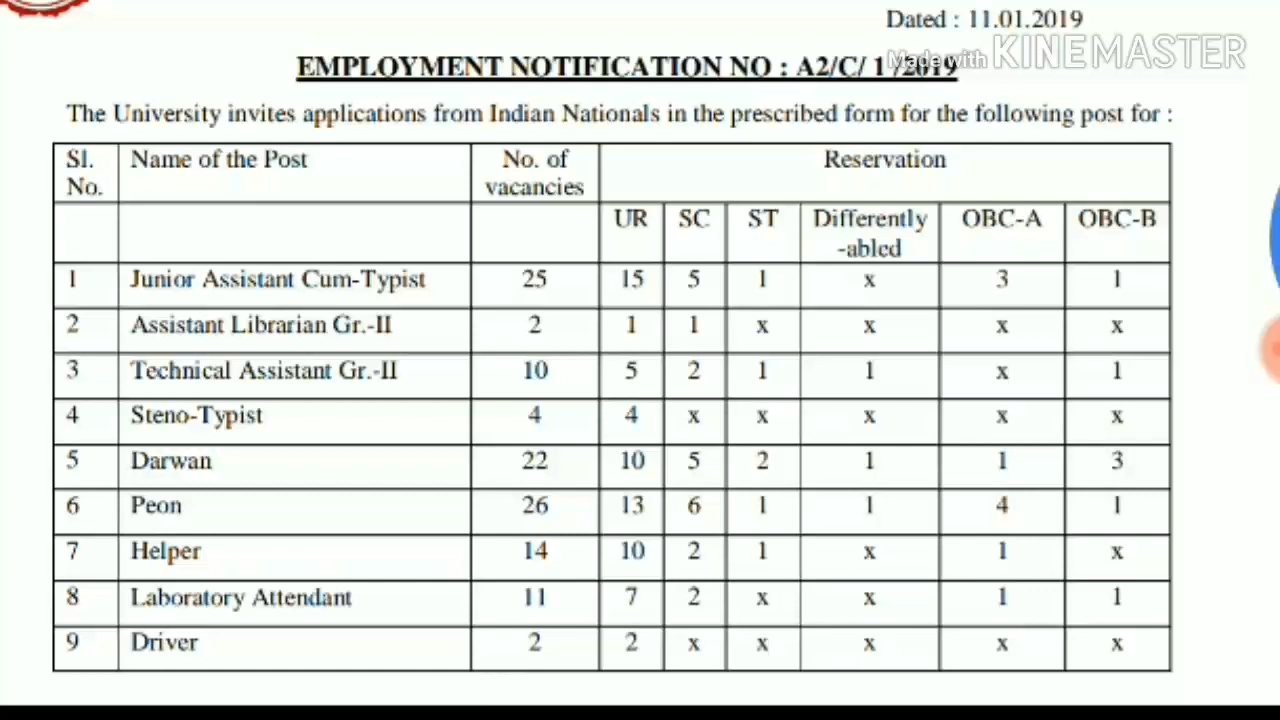 Dated : 11.01.2019
Made with KINEMASTER
EMPLOYMENT NOTIFICATION NO : A2/C/ 1 /2019
The University invites applications from Indian Nationals in the prescribed form for the following post for :
Sl. No. Name of the Post No. of vacancies Reservation
UR SC ST Differently -abled OBC-A OBC-B
1 Junior Assistant Cum-Typist 25 15 5 1 x 3 1
2 Assistant Librarian Gr.-II 2 1 1 x x x x
3 Technical Assistant Gr.-II 10 5 2 1 1 x 1
4 Steno-Typist 4 4 x x x x x
5 Darwan 22 10 5 2 1 1 3
6 Peon 26 13 6 1 1 4 1
7 Helper 14 10 2 1 x 1 x
8 Laboratory Attendant 11 7 2 x x 1 1
9 Driver 2 2 x x x x x